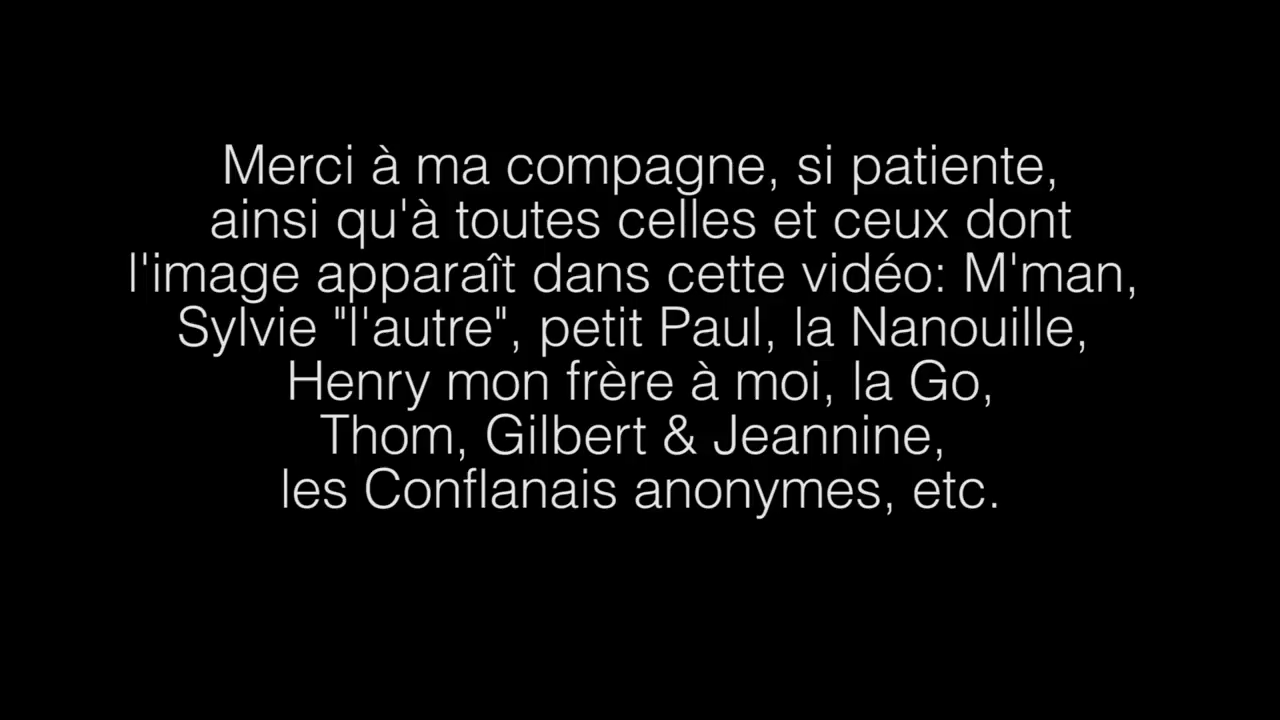 Merci à ma compagne, si patiente,
ainsi qu'à toutes celles et ceux dont
l'image apparaît dans cette vidéo: M'man,
Sylvie "l'autre", petit Paul, la Nanouille,
Henry mon frère à moi, la Go,
Thom, Gilbert & Jeannine,
les Conflanais anonymes, etc.